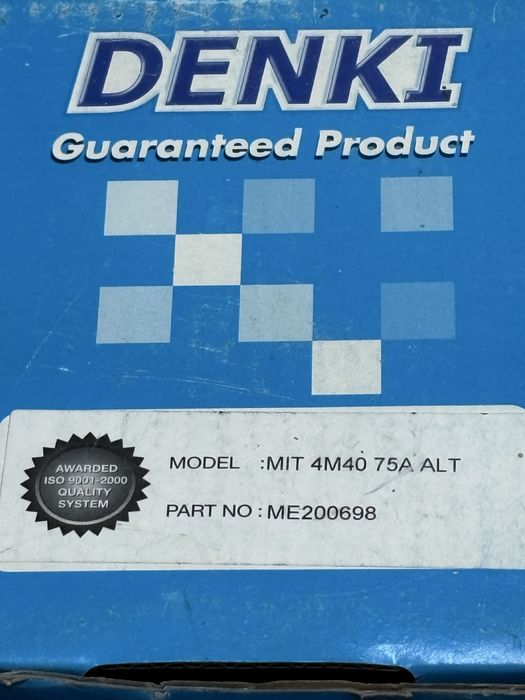 DENKI
Guaranteed Product
AWARDED
ISO 9001-2000
QUALITY
SYSTEM
MODEL :MIT 4M40 75A ALT
PART NO : ME200698